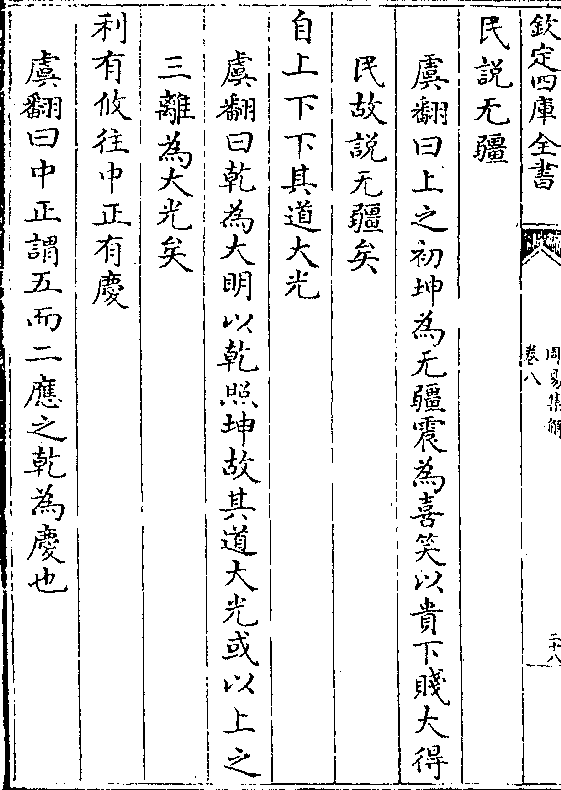 欽定四庫全書
周易集解
卷八
二十八
民説无疆
虞翻曰上之初坤為无疆震為喜笑以貴下賤大得
民故説无疆矣
自上下下其道大光
虞翻曰乾為大明以乾照坤故其道大光或以上之
三離為大光矣
利有攸往中正有慶
虞翻曰中正謂五而二應之乾為慶也